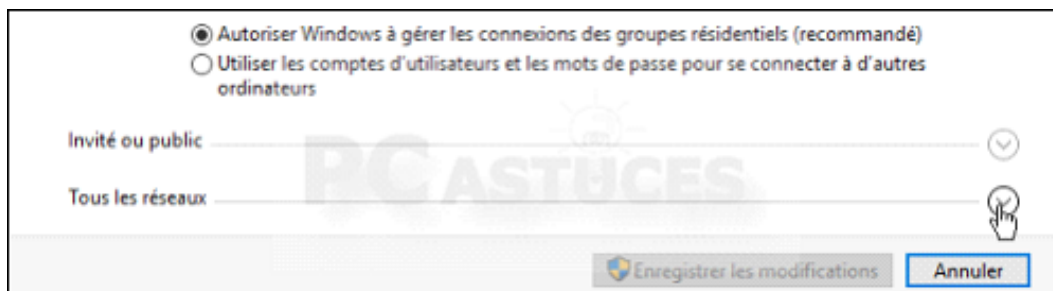 Autoriser Windows à gérer les connexions des groupes résidentiels (recommandé)
Utiliser les comptes d'utilisateurs et les mots de passe pour se connecter à d'autres
ordinateurs
Invité ou public
PC ASTUCES
Tous les réseaux
Enregistrer les modifications
Annuler